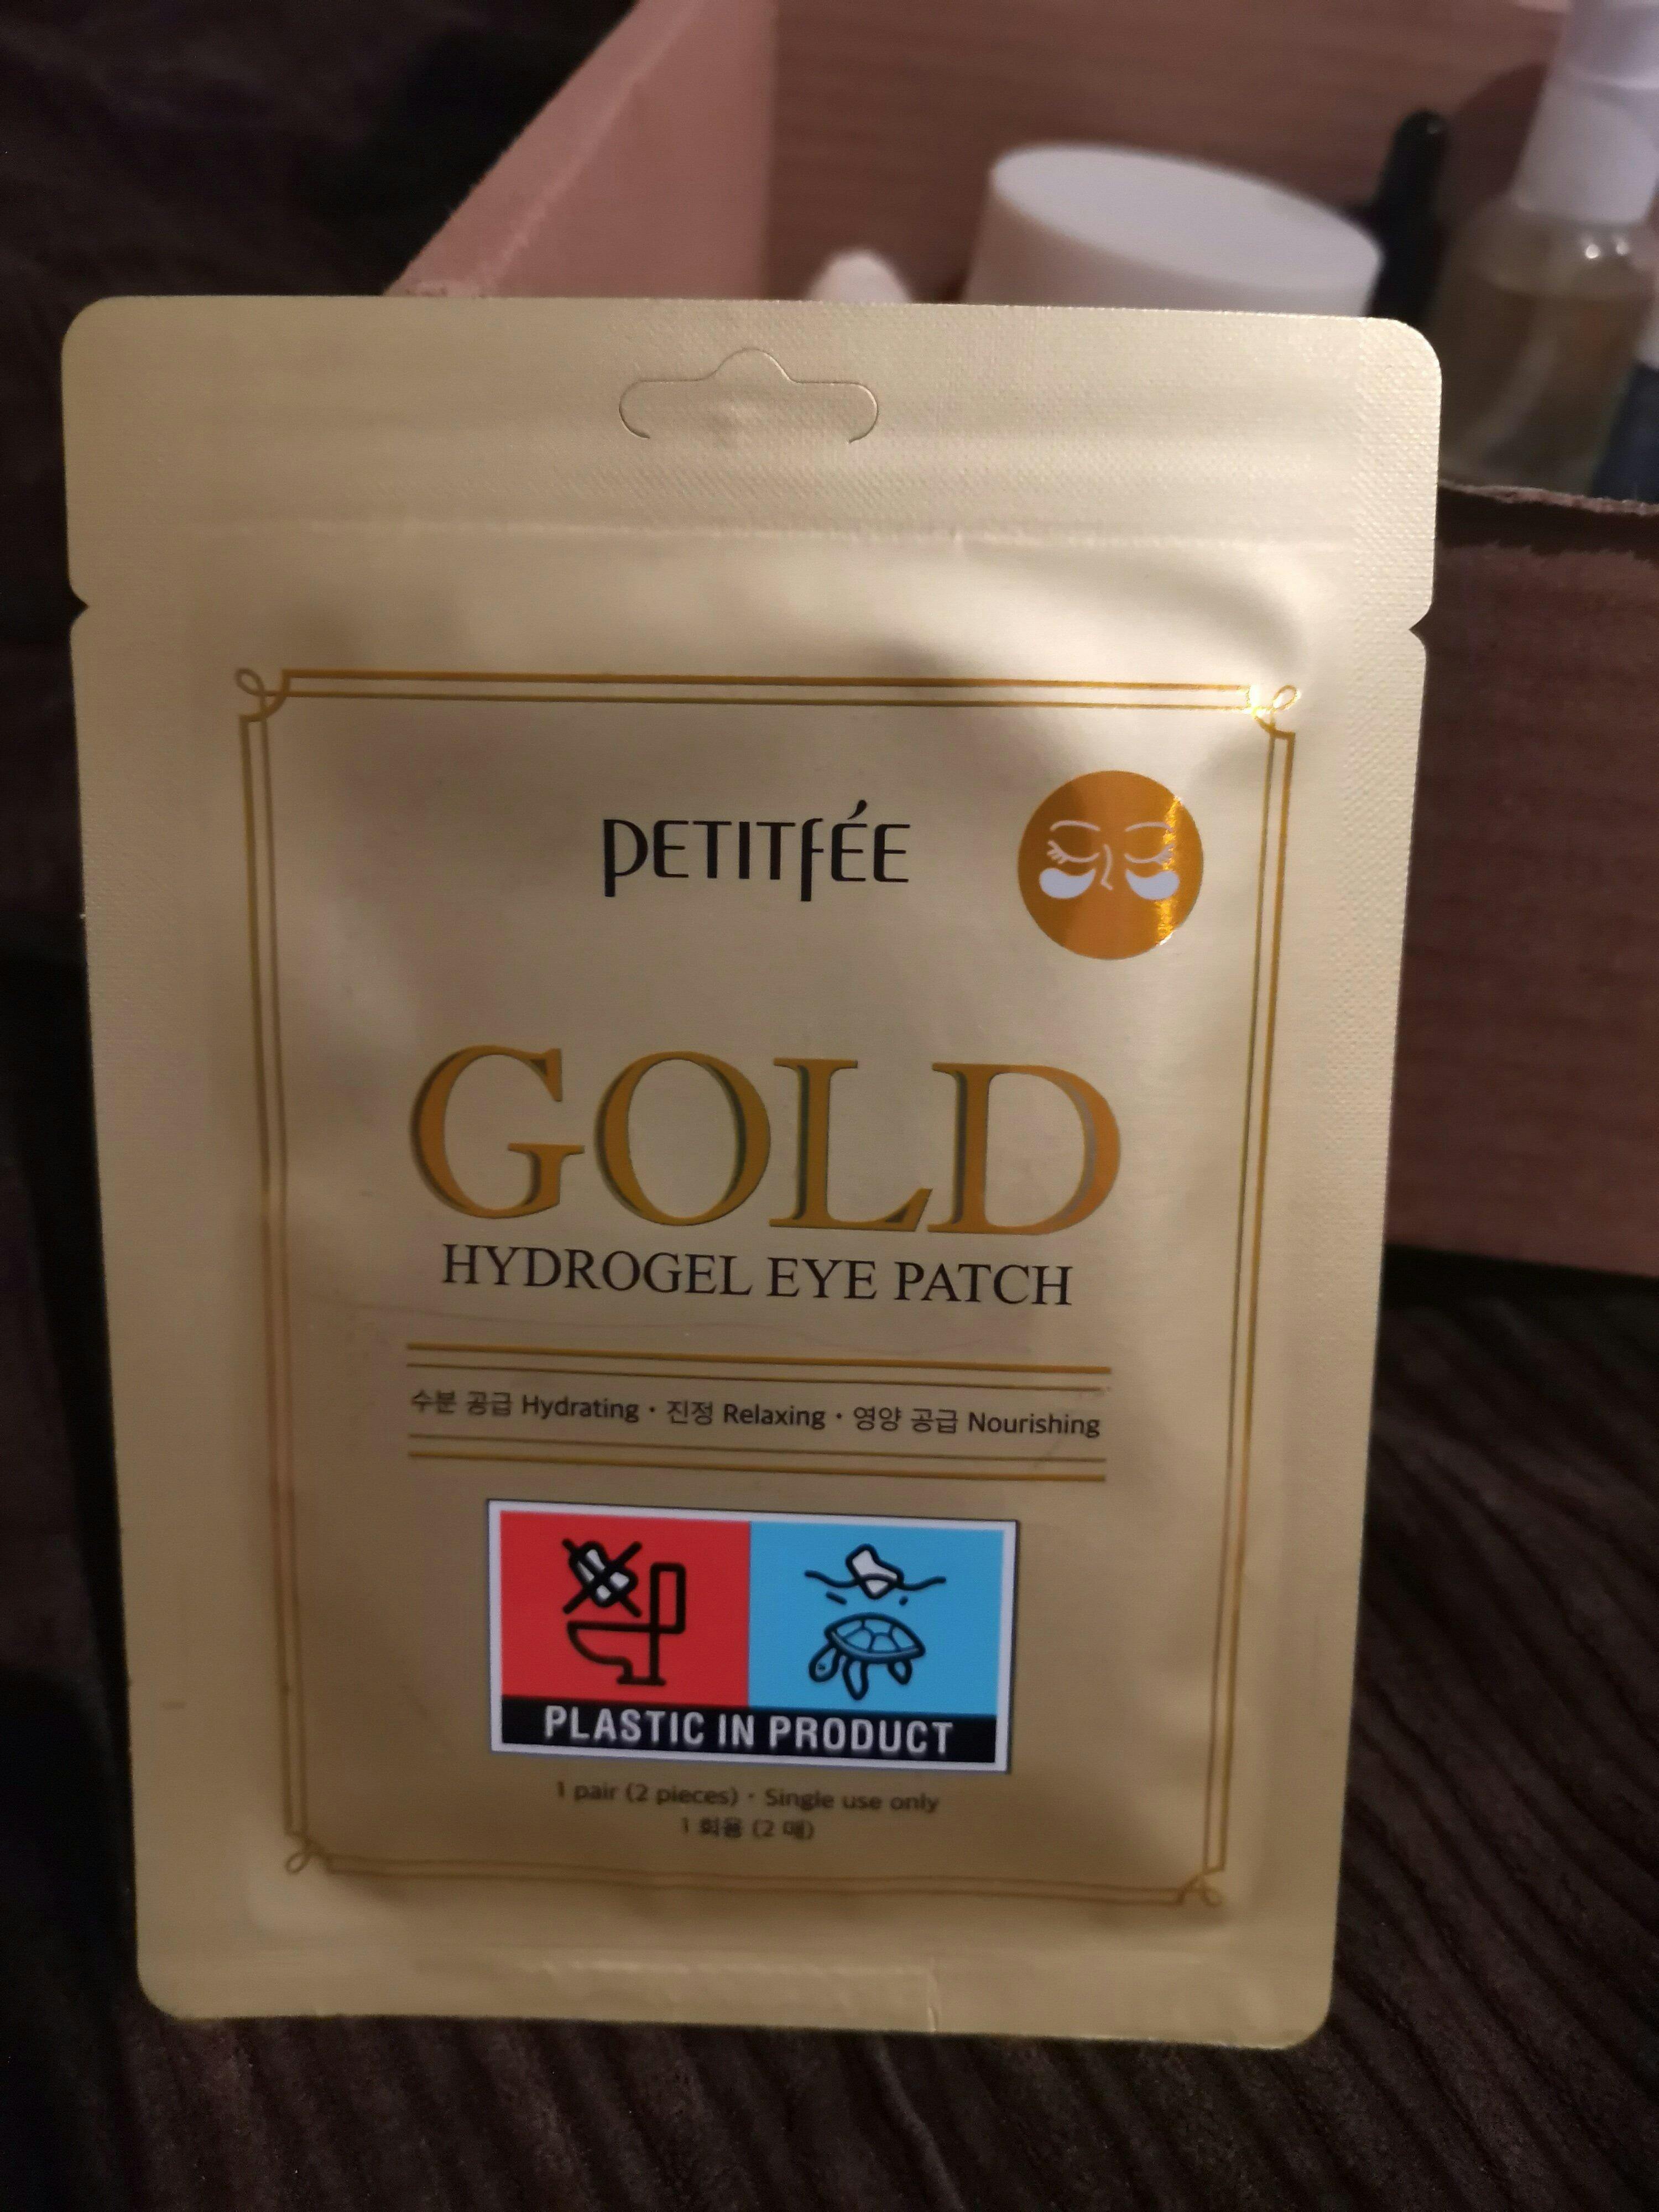 PETITFÉE
GOLD
HYDROGEL EYE PATCH
수분 공급 Hydrating · 진정 Relaxing · 영양 공급 Nourishing
PLASTIC IN PRODUCT
1 pair (2 pieces) · Single use only
1 회용 (2 매)